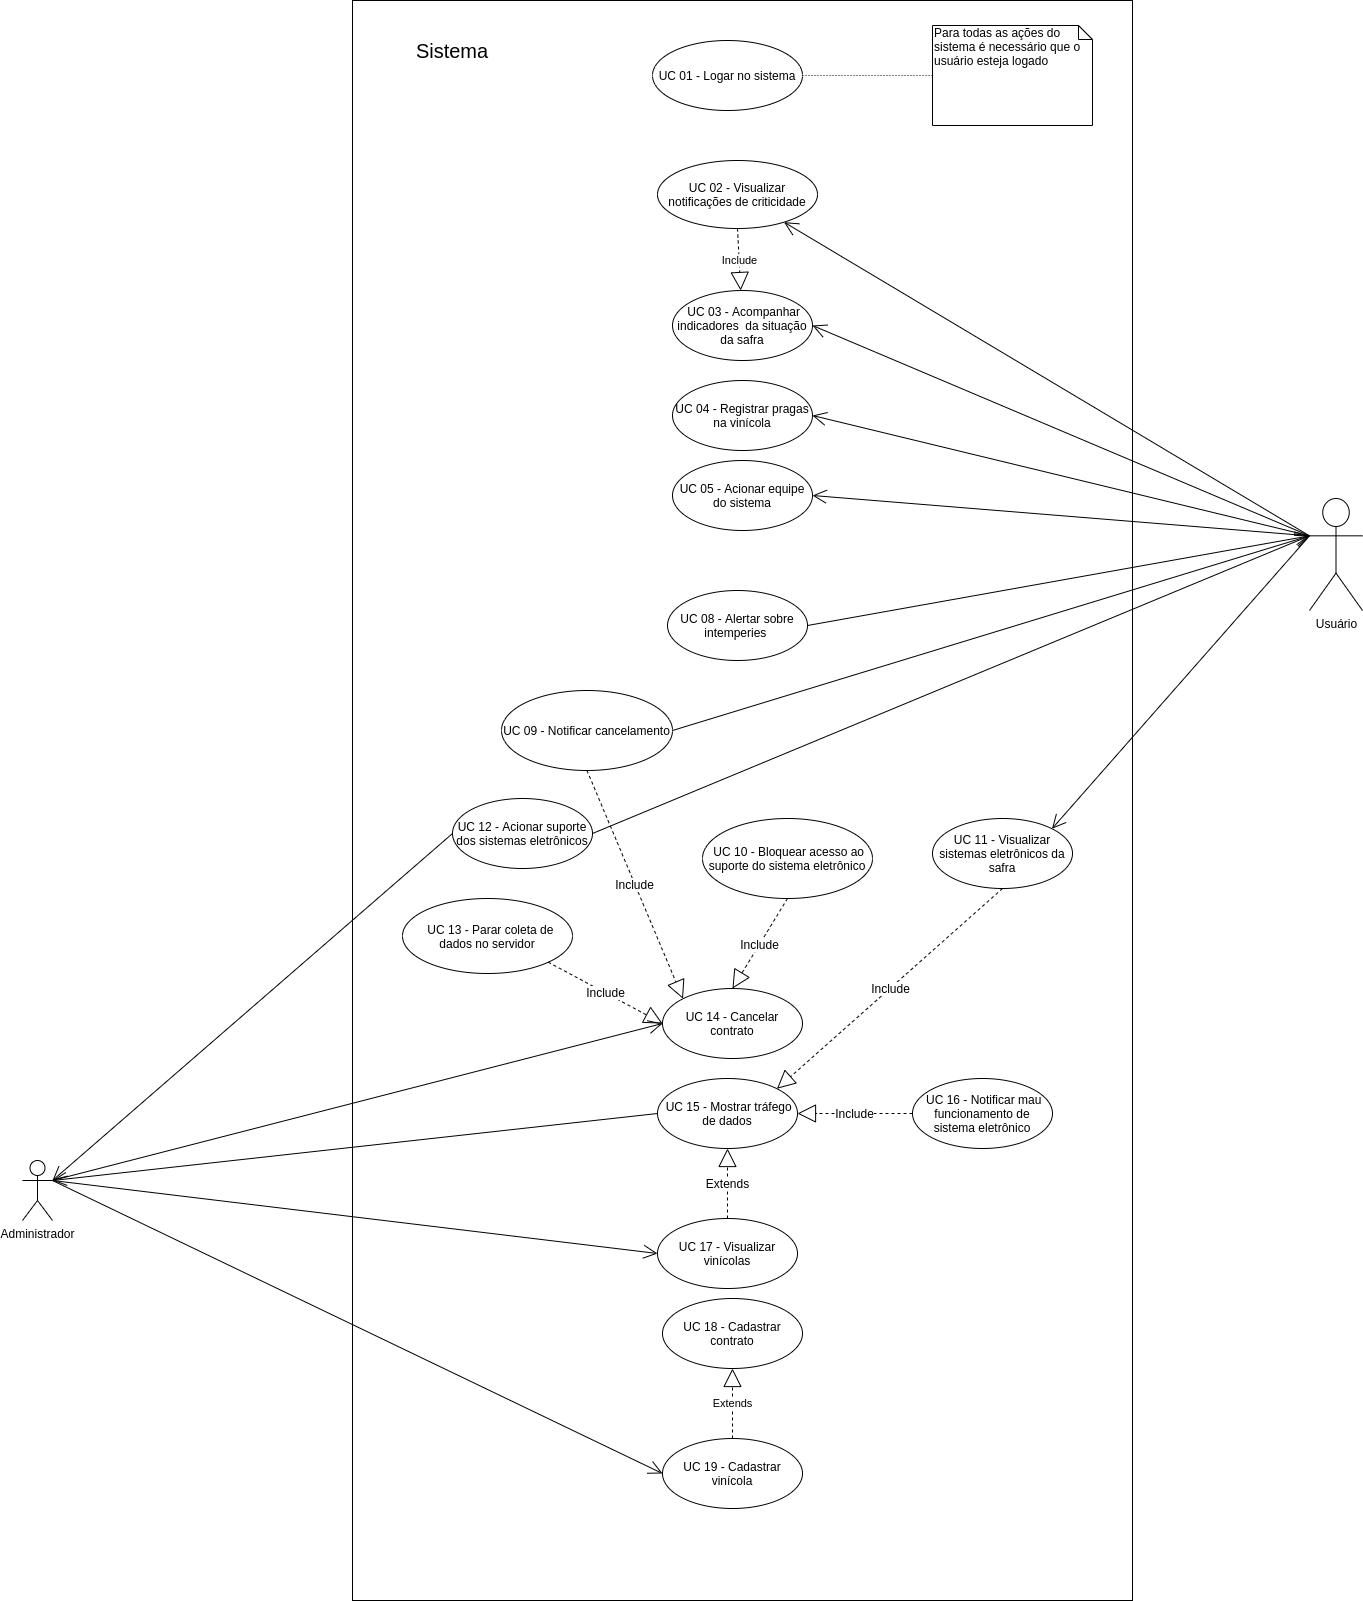 Sistema
UC 01 - Logar no sistema
Para todas as ações do
sistema é necessário que o
usuário esteja logado
UC 02 - Visualizar
notificações de criticidade
Include
UC 03 - Acompanhar
indicadores da situação
da safra
UC 04 - Registrar pragas
na vinícola
UC 05 - Acionar equipe
do sistema
Usuário
UC 08 - Alertar sobre
intemperies
UC 09 - Notificar cancelamento
UC 12 - Acionar suporte
dos sistemas eletrônicos
UC 10 - Bloquear acesso ao
suporte do sistema eletrônico
UC 11 - Visualizar
sistemas eletrônicos da
safra
Include
UC 13 - Parar coleta de
dados no servidor
Include
Include
Include
UC 14 - Cancelar
contrato
UC 15 - Mostrar tráfego
de dados
Include
UC 16 - Notificar mau
funcionamento de
sistema eletrônico
Extends
Administrador
UC 17 - Visualizar
vinícolas
UC 18 - Cadastrar
contrato
Extends
UC 19 - Cadastrar
vinícola